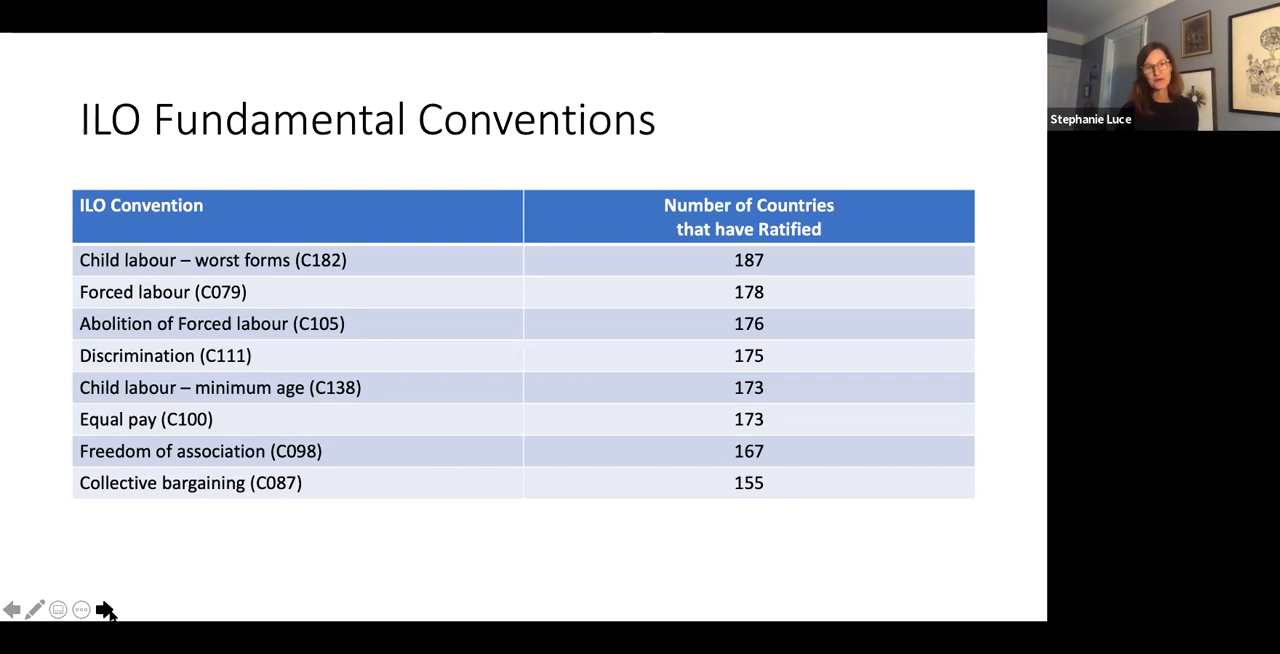 ILO Fundamental Conventions
ILO Convention Number of Countries
that have Ratified
Child labour – worst forms (C182) 187
Forced labour (C079) 178
Abolition of Forced labour (C105) 176
Discrimination (C111) 175
Child labour – minimum age (C138) 173
Equal pay (C100) 173
Freedom of association (C098) 167
Collective bargaining (C087) 155
Stephanie Luce